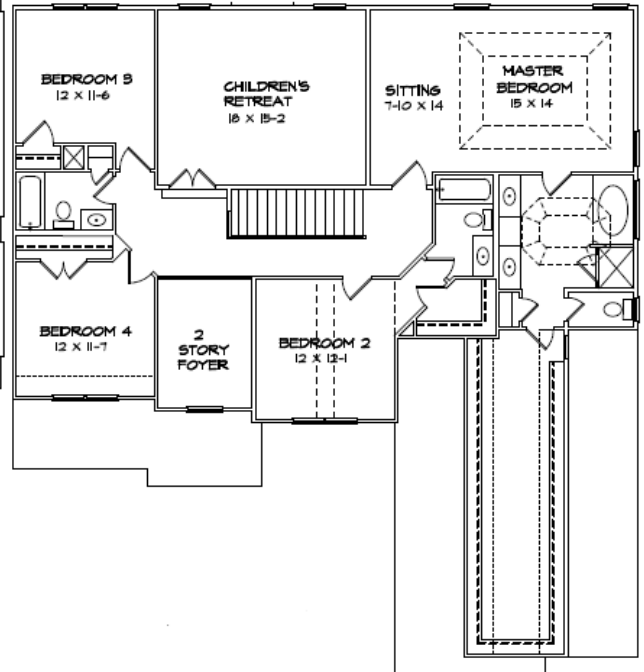 BEDROOM 3
12 X 11-6
CHILDREN'S
RETREAT
18 X 15-2
SITTING
7-10 X 14
MASTER
BEDROOM
15 X 14
BEDROOM 4
12 X 11-7
2
STORY
FOYER
BEDROOM 2
12 X 12-1